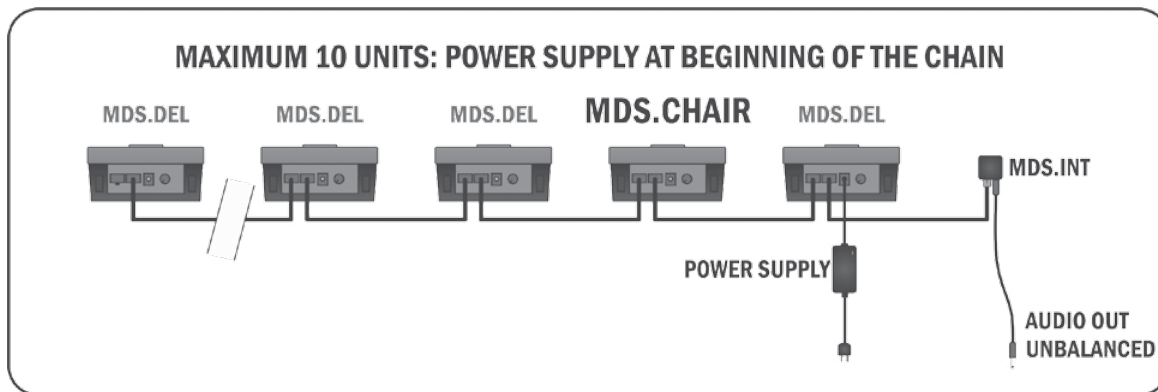 MAXIMUM 10 UNITS: POWER SUPPLY AT BEGINNING OF THE CHAIN
MDS.DEL MDS.DEL MDS.DEL MDS.CHAIR MDS.DEL
MDS.INT
POWER SUPPLY
AUDIO OUT
UNBALANCED